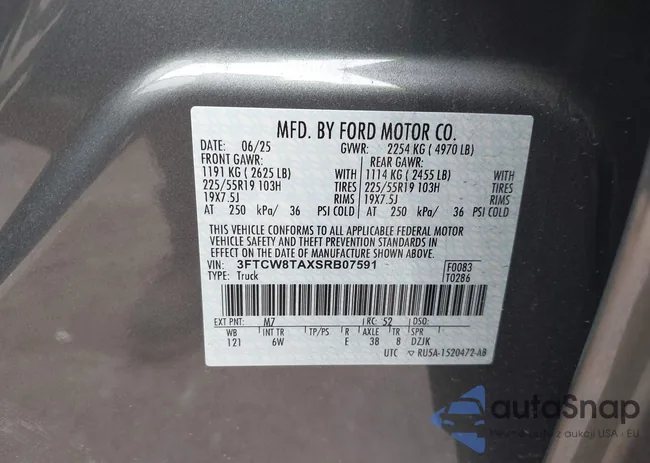 MFD. BY FORD MOTOR CO.
DATE: 06/25 GVWR: 2254 KG (4970 LB)
FRONT GAWR: REAR GAWR:
1191 KG (2625 LB) WITH 1114 KG (2455 LB) WITH
225/55R19 103H TIRES 225/55R19 103H TIRES
19X7.5J RIMS 19X7.5J RIMS
AT 250 kPa/ 36 PSI COLD AT 250 kPa/ 36 PSI COLD
THIS VEHICLE CONFORMS TO ALL APPLICABLE FEDERAL MOTOR
VEHICLE SAFETY AND THEFT PREVENTION STANDARDS IN
EFFECT ON THE DATE OF MANUFACTURE SHOWN ABOVE.
VIN: 3FTCW8TAXSRB07591 F0083
TYPE: Truck T0286
EXT PNT: M7 RC: 52 DSO:
WB INT TR TP/PS R AXLE TR SPR
121 6W E 38 8 DZJK
UTC ▽ RU5A-1520472-AB
autoSnap
Pewne auto z aukcji USA - EU